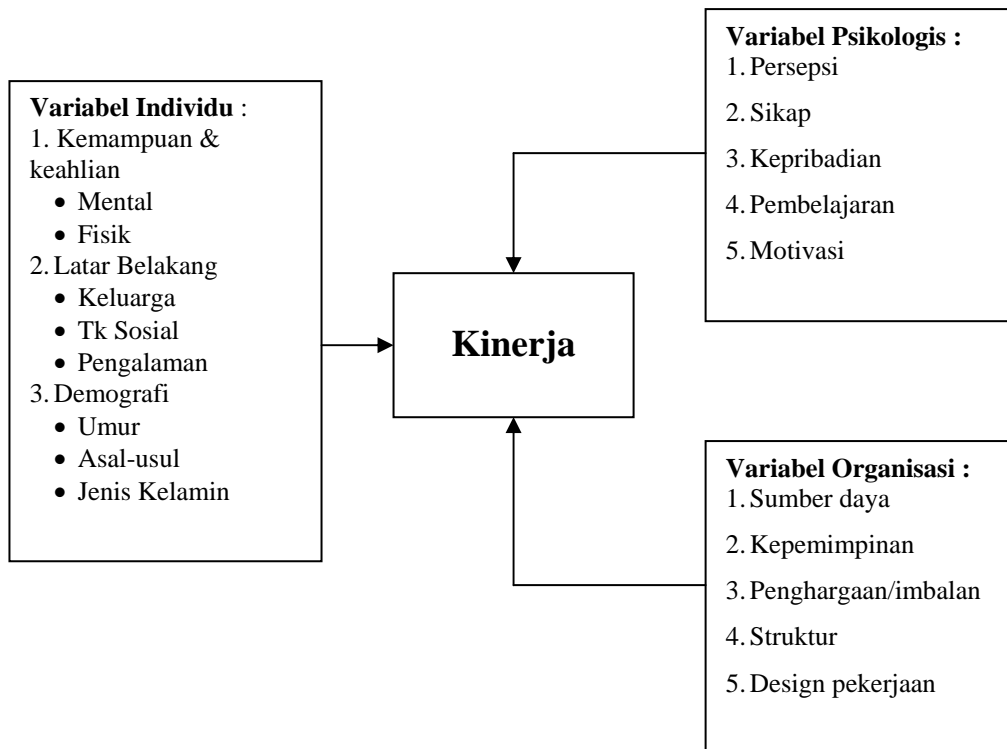 Variabel Individu :
1. Kemampuan &
keahlian
• Mental
• Fisik
2. Latar Belakang
• Keluarga
• Tk Sosial
• Pengalaman
3. Demografi
• Umur
• Asal-usul
• Jenis Kelamin
Kinerja
Variabel Psikologis :
1. Persepsi
2. Sikap
3. Kepribadian
4. Pembelajaran
5. Motivasi
Variabel Organisasi :
1. Sumber daya
2. Kepemimpinan
3. Penghargaan/imbalan
4. Struktur
5. Design pekerjaan